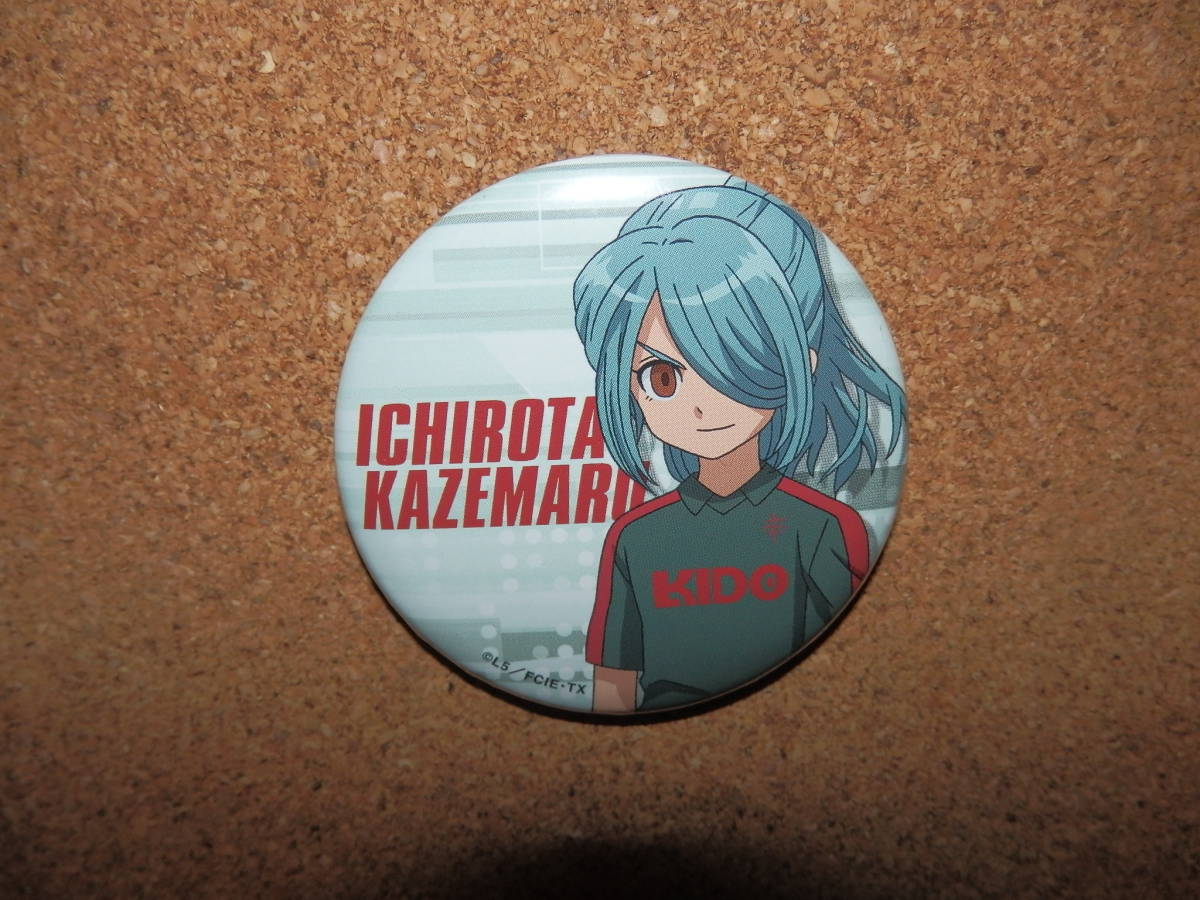 ICHIROTA
KAZEMARU
KIDO
©L5／FCIE・TX